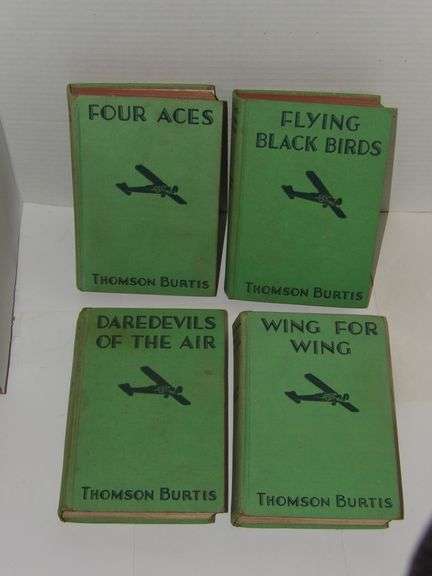 FOUR ACES
THOMSON BURTIS
FLYING
BLACK BIRDS
THOMSON BURTIS
DAREDEVILS
OF THE AIR
THOMSON BURTIS
WING FOR
WING
THOMSON BURTIS